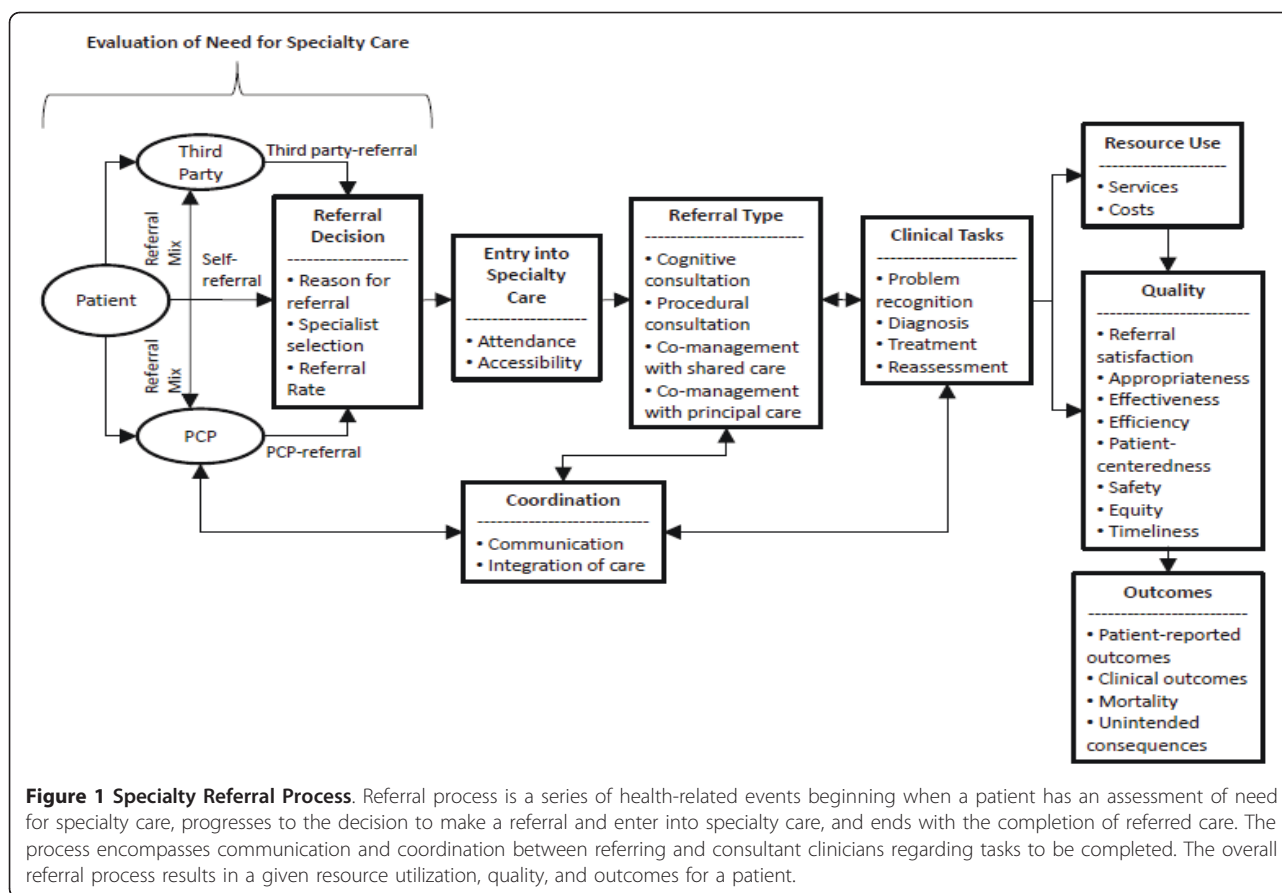 Evaluation of Need for Specialty Care
Third
Party
Third party-referral
Referral
Mix
Self-
referral
Patient
Referral
Mix
PCP
PCP-referral
Referral
Decision
• Reason for
referral
• Specialist
selection
• Referral
Rate
Entry into
Specialty
Care
• Attendance
• Accessibility
Referral Type
• Cognitive
consultation
• Procedural
consultation
• Co-management
with shared care
• Co-management
with principal care
Clinical Tasks
• Problem
recognition
• Diagnosis
• Treatment
• Reassessment
Coordination
• Communication
• Integration of care
Resource Use
• Services
• Costs
Quality
• Referral
satisfaction
• Appropriateness
• Effectiveness
• Efficiency
• Patient-
centeredness
• Safety
• Equity
• Timeliness
Outcomes
• Patient-reported
outcomes
• Clinical outcomes
• Mortality
• Unintended
consequences
Figure 1 Specialty Referral Process. Referral process is a series of health-related events beginning when a patient has an assessment of need
for specialty care, progresses to the decision to make a referral and enter into specialty care, and ends with the completion of referred care. The
process encompasses communication and coordination between referring and consultant clinicians regarding tasks to be completed. The overall
referral process results in a given resource utilization, quality, and outcomes for a patient.